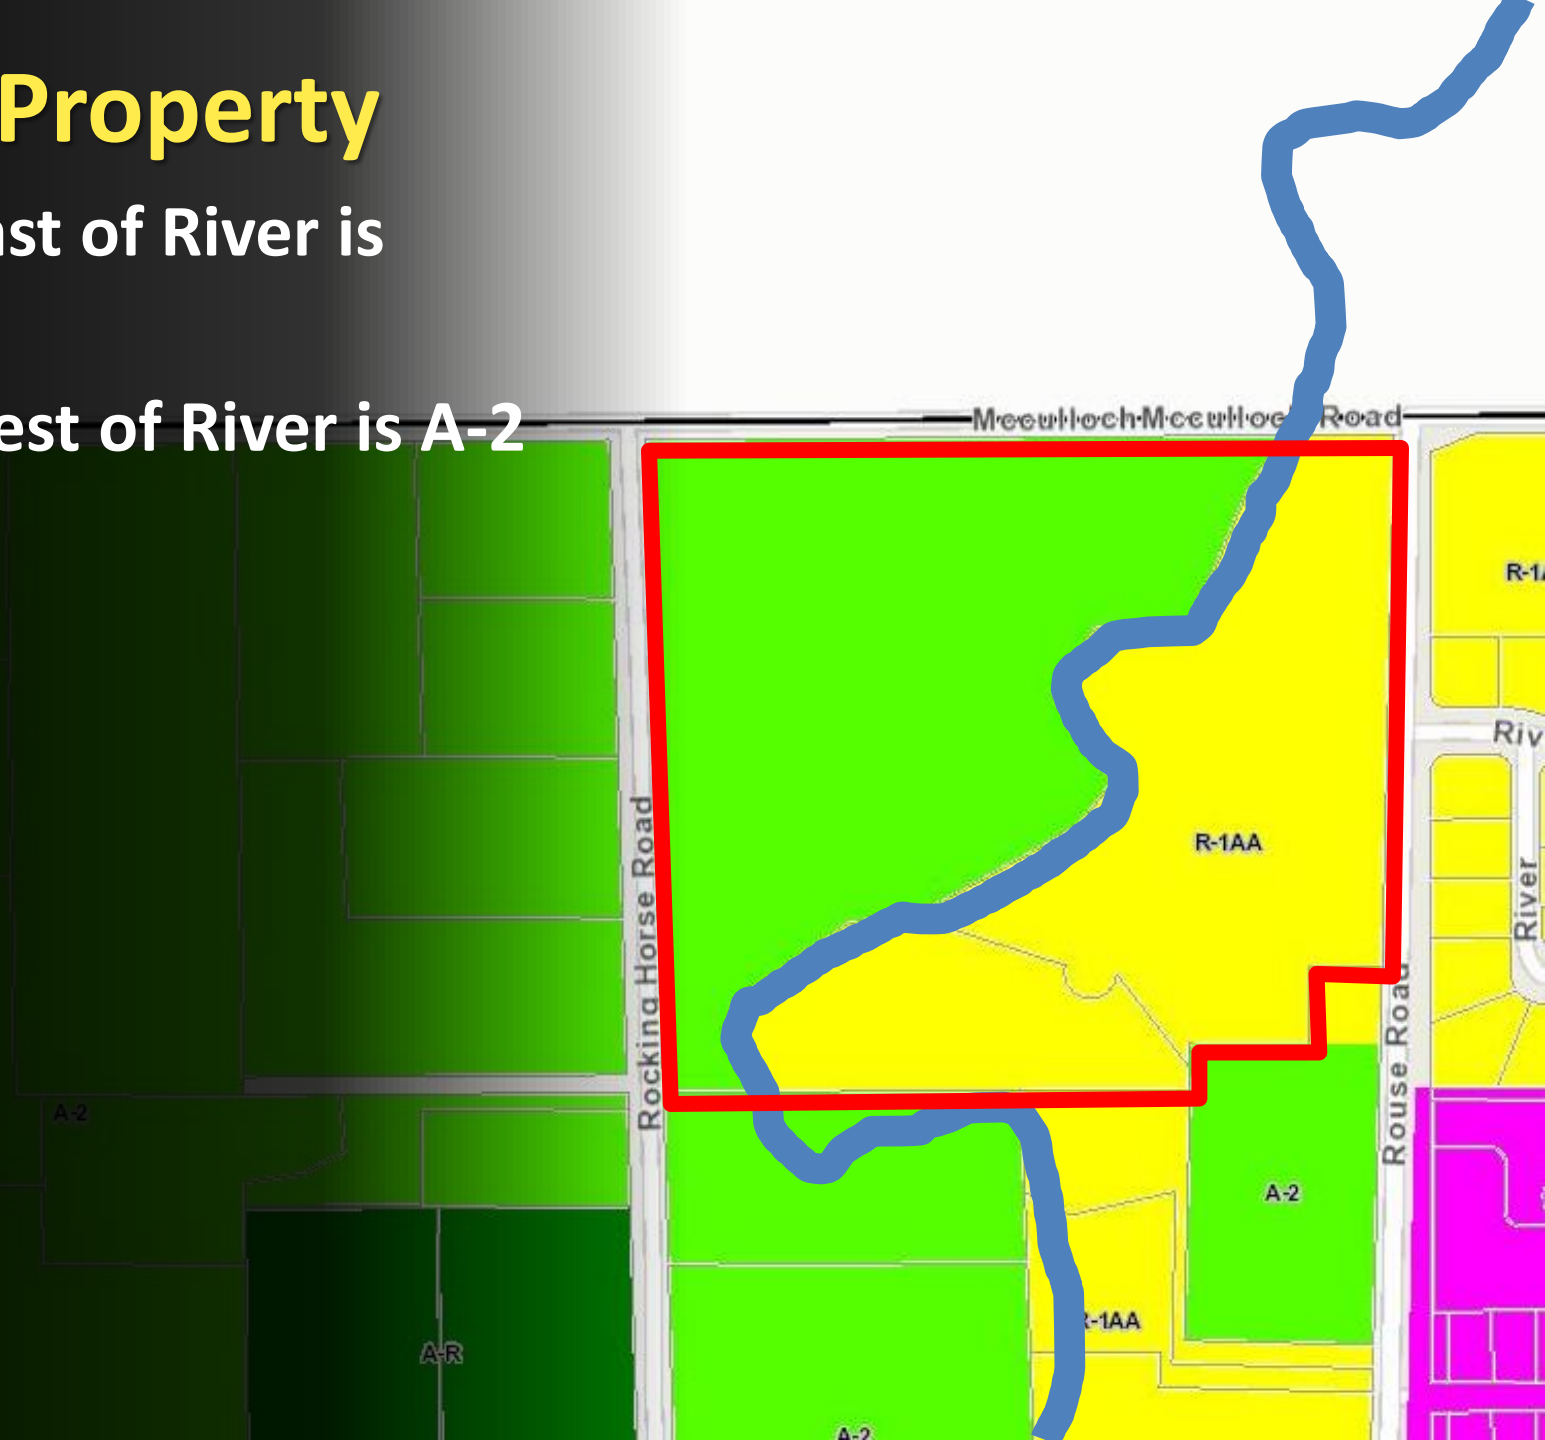 Property
ast of River is
est of River is A-2
Mcculloch Mcculloch Road
R-1A
Riv
Rocking Horse Road
R-1AA
River
Rouse Road
A-2
A-2
R-1AA
A-R
A-2